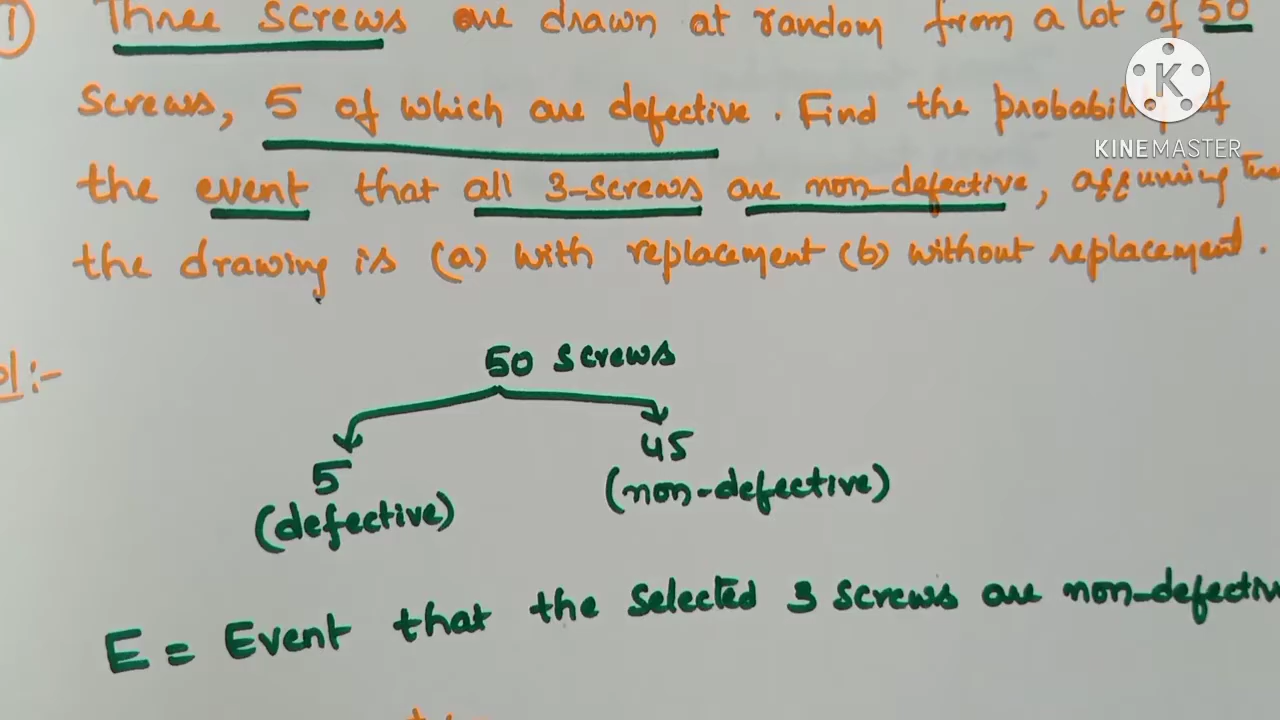 1 Three screws are drawn at random from a lot of 50
screws, 5 of which are defective. Find the probability of
K
KINEMASTER
the event that all 3-screws are non-defective, assuming
the drawing is (a) with replacement (b) without replacement.
50 screws
5
45
(defective)
(non-defective)
E = Event that the selected 3 screws are non-defectiv